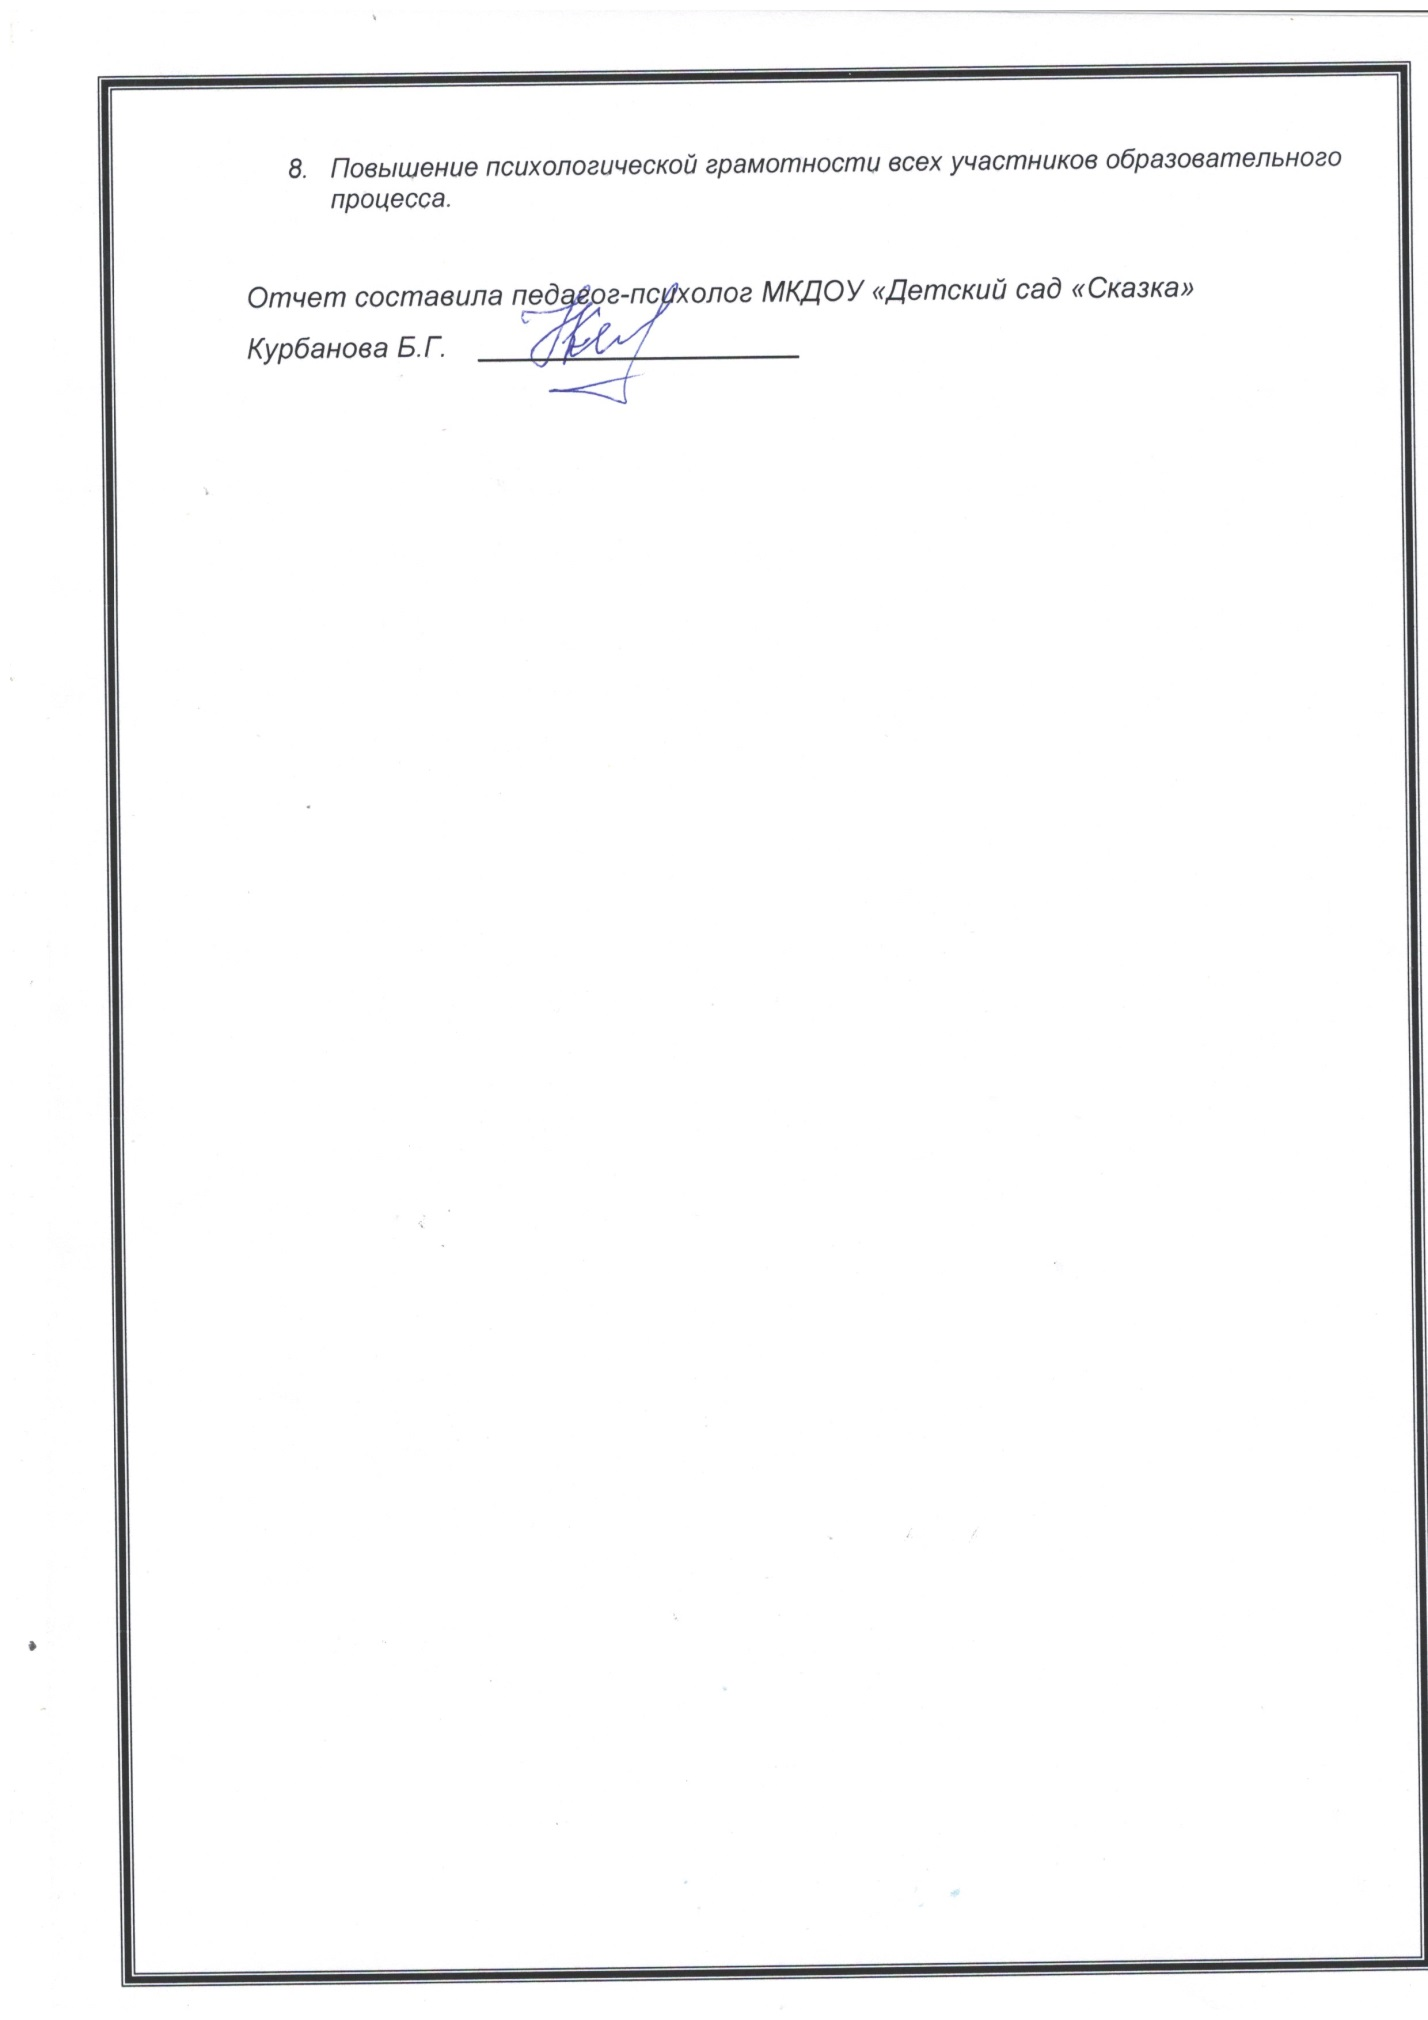 8. Повышение психологической грамотности всех участников образовательного
процесса.
Отчет составила педагог-психолог МКДОУ «Детский сад «Сказка»
Курбанова Б.Г.